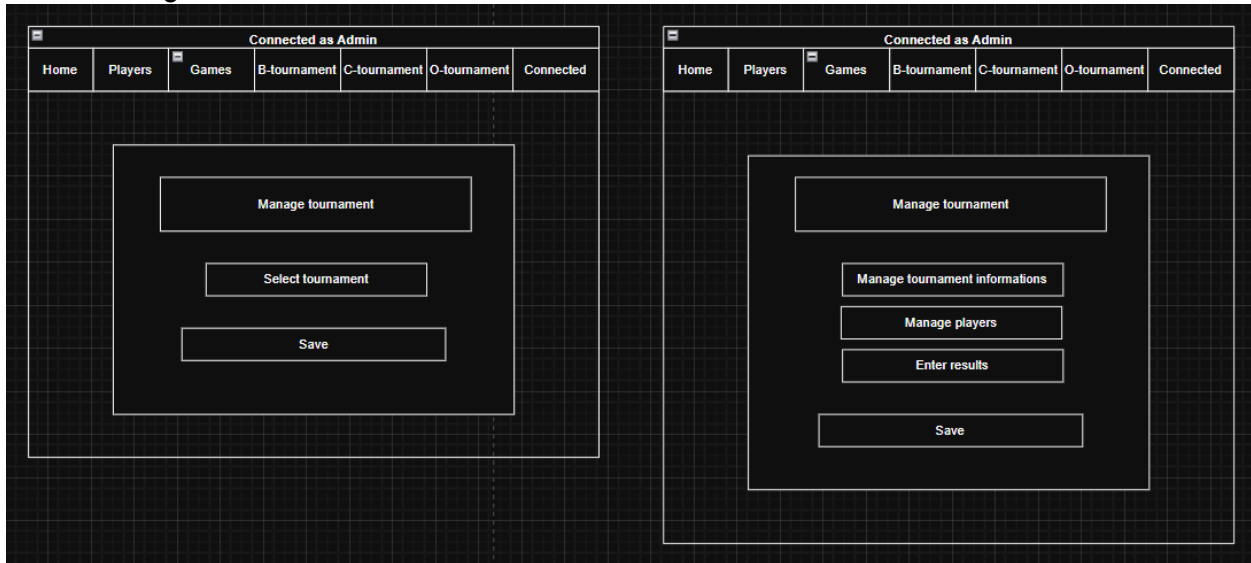 Connected as Admin
Home Players Games B-tournament C-tournament O-tournament Connected
Manage tournament
Select tournament
Save
Connected as Admin
Home Players Games B-tournament C-tournament O-tournament Connected
Manage tournament
Manage tournament informations
Manage players
Enter results
Save